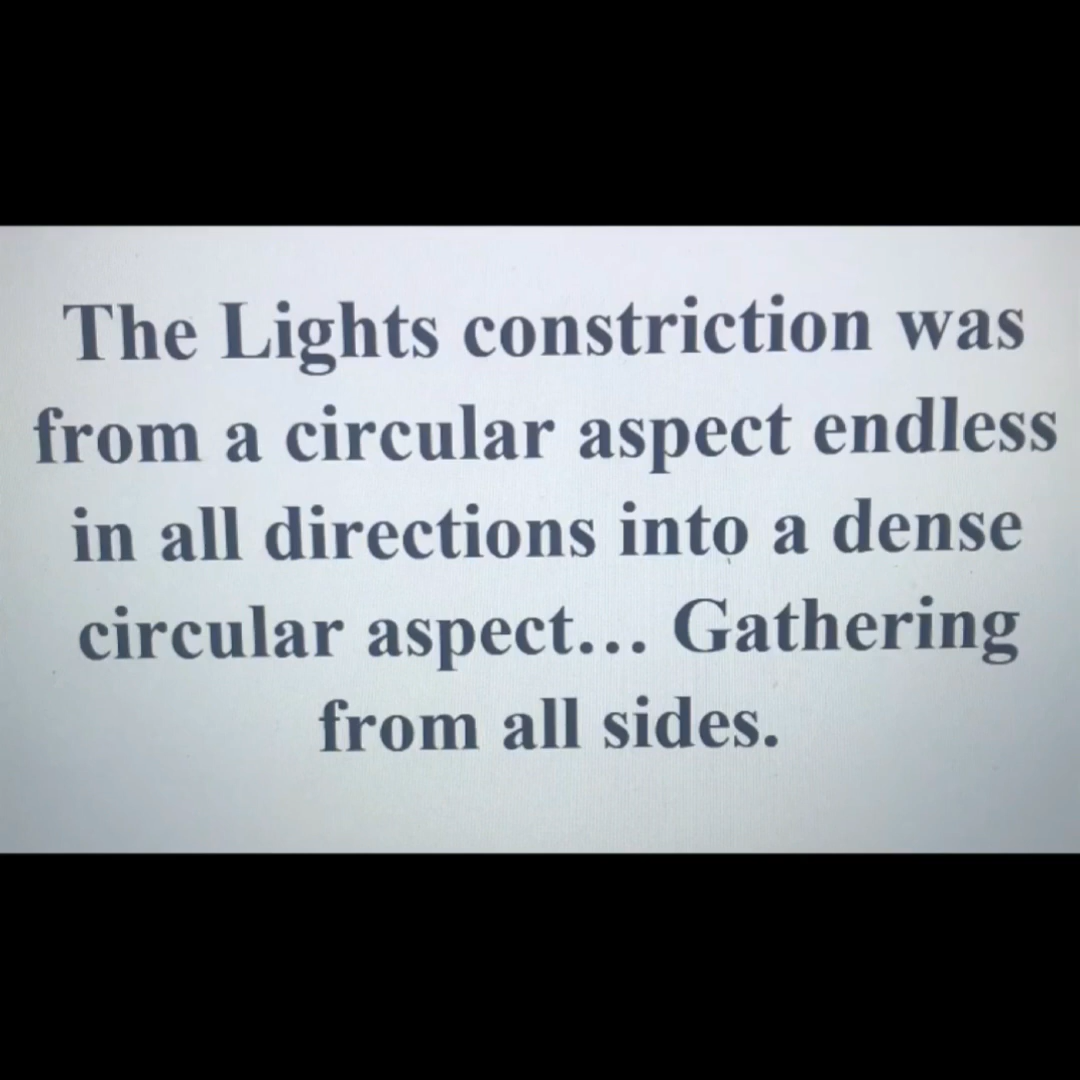 The Lights constriction was
from a circular aspect endless
in all directions into a dense
circular aspect... Gathering
from all sides.